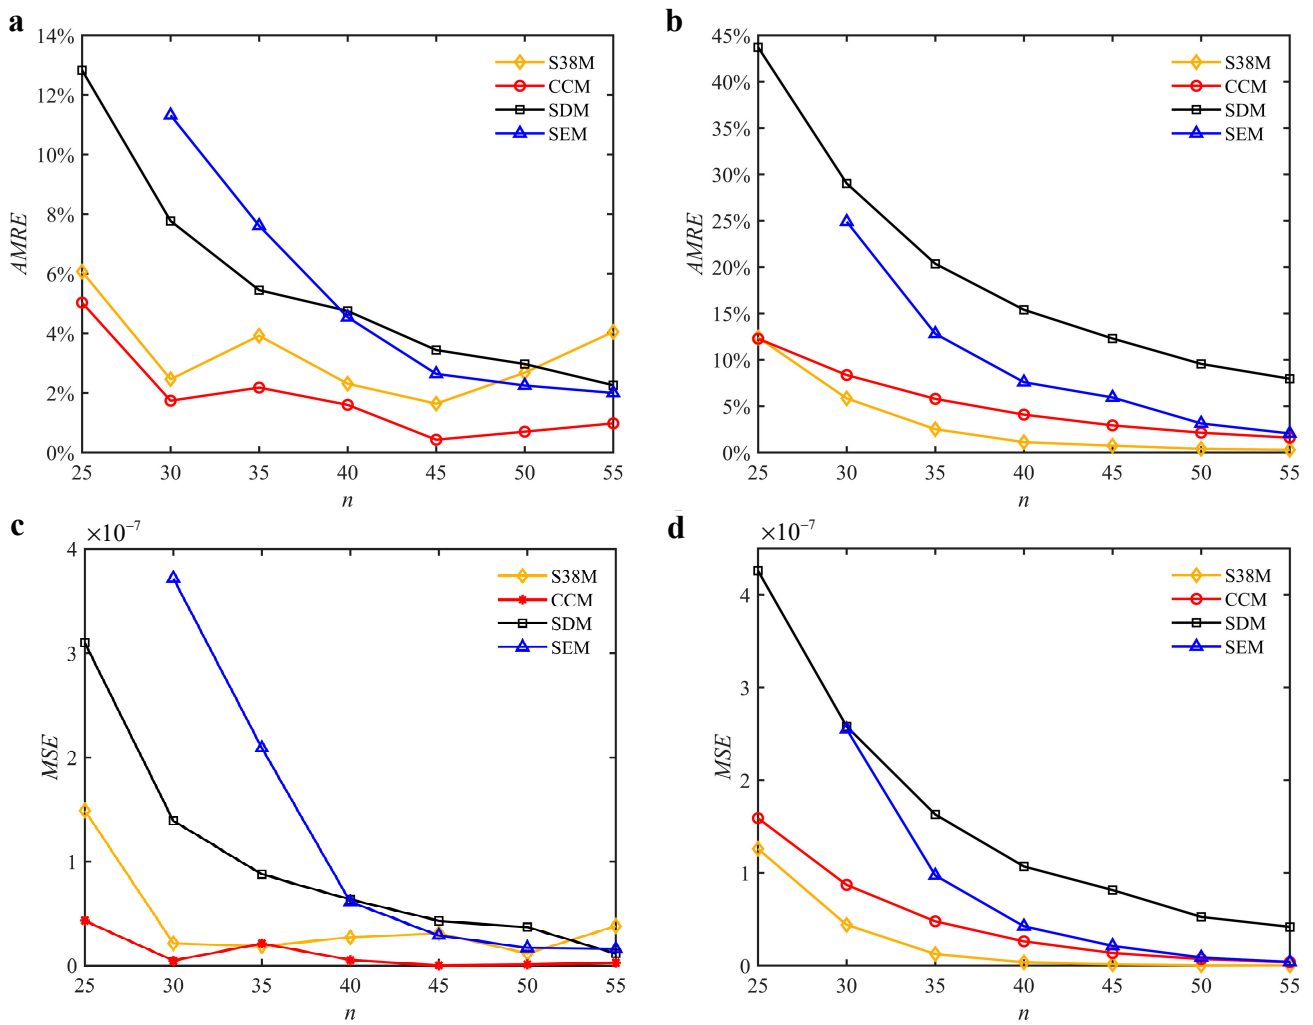 a
14%
12%
10%
8%
6%
4%
2%
0%
AMRE
25 30 35 40 45 50 55
n
S38M
CCM
SDM
SEM
b
45%
40%
35%
30%
25%
20%
15%
10%
5%
0%
AMRE
25 30 35 40 45 50 55
n
S38M
CCM
SDM
SEM
c
×10⁻⁷
4
3
2
1
0
MSE
25 30 35 40 45 50 55
n
S38M
CCM
SDM
SEM
d
×10⁻⁷
4
3
2
1
0
MSE
25 30 35 40 45 50 55
n
S38M
CCM
SDM
SEM